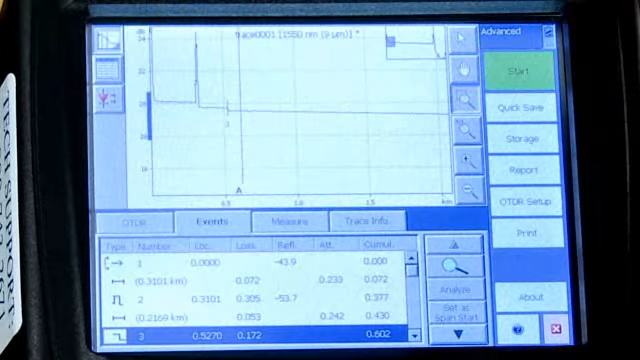 trace0001 [1550 nm (9 µm)] *
Advanced
Start
Quick Save
Storage
Report
OTDR Setup
Print
About
A
0.5 1.0 1.5 km
OTDR Events Measure Trace Info.
Type Number Loc. Loss Refl. Att. Cumul.
1 0.0000 -43.9 0.000
(0.3101 km) 0.072 0.233 0.072
2 0.3101 0.305 -53.7 0.377
(0.2169 km) 0.053 0.242 0.430
3 0.5270 0.172 0.602
Analyze
Set as
Span Start
TECH SUPPORT